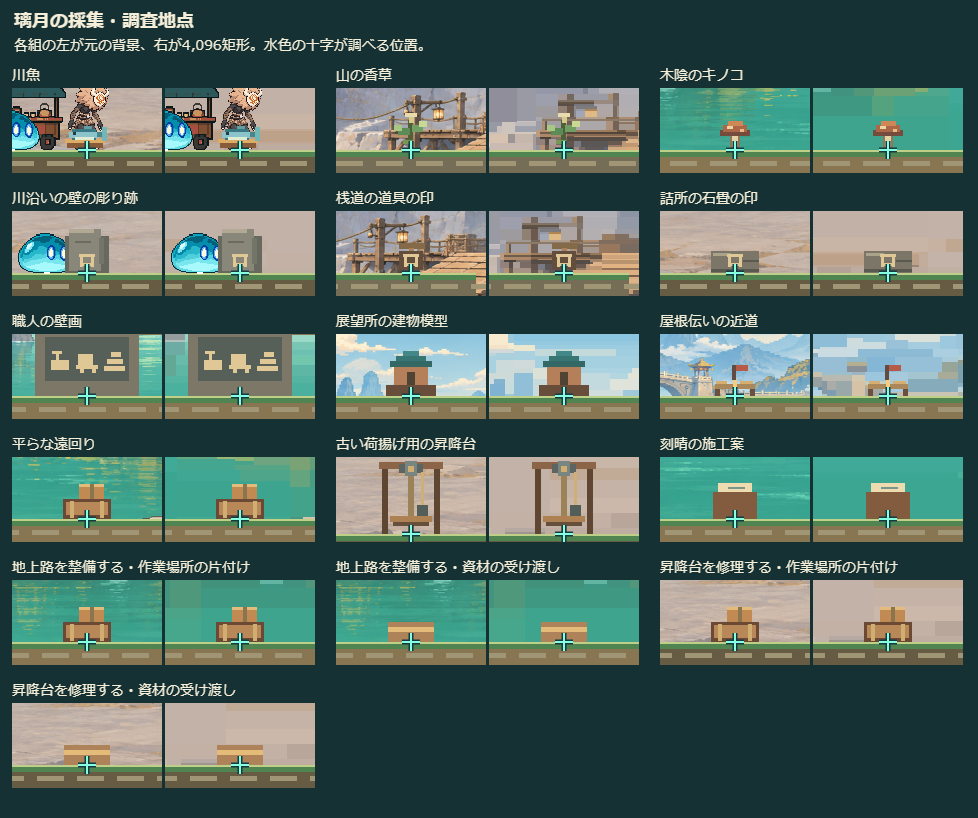 璃月の採集・調査地点
各組の左が元の背景、右が4,096矩形。水色の十字が調べる位置。
川魚
山の香草
木陰のキノコ
川沿いの壁の彫り跡
桟道の道具の印
詰所の石畳の印
職人の壁画
展望所の建物模型
屋根伝いの近道
平らな遠回り
古い荷揚げ用の昇降台
刻晴の施工案
地上路を整備する・作業場所の片付け
地上路を整備する・資材の受け渡し
昇降台を修理する・作業場所の片付け
昇降台を修理する・資材の受け渡し